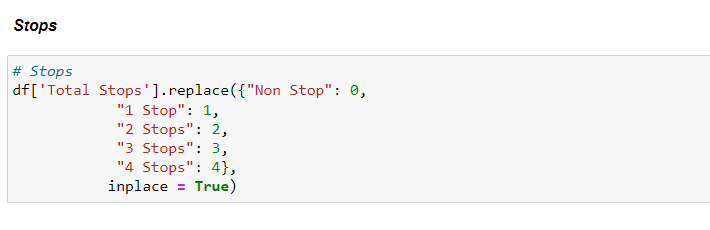 Stops
# Stops
df['Total Stops'].replace({"Non Stop": 0,
"1 Stop": 1,
"2 Stops": 2,
"3 Stops": 3,
"4 Stops": 4},
inplace = True)